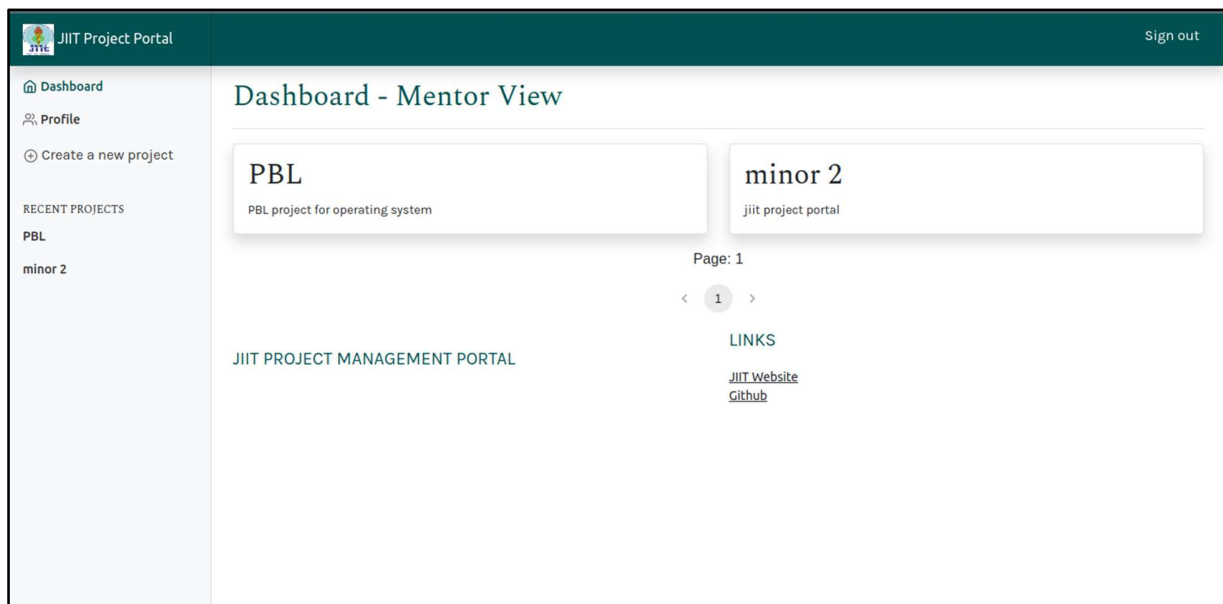 JIIT
JIIT Project Portal
Sign out
Dashboard
Profile
Create a new project
RECENT PROJECTS
PBL
minor 2
Dashboard - Mentor View
PBL
PBL project for operating system
minor 2
jiit project portal
Page: 1
< 1 >
JIIT PROJECT MANAGEMENT PORTAL
LINKS
JIIT Website
Github